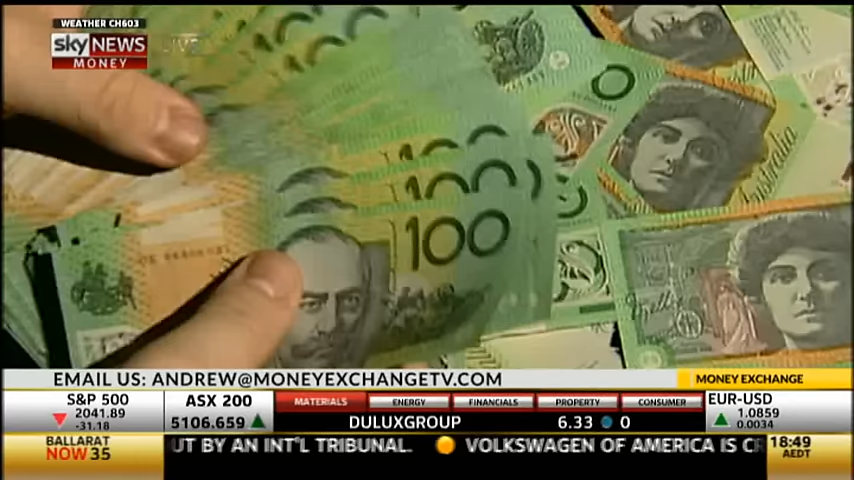 WEATHER CH603
sky NEWS LIVE
MONEY
100
100
100
0
Australia
EMAIL US: ANDREW@MONEYEXCHANGETV.COM
MONEY EXCHANGE
S&P 500
2041.89
-31.18
ASX 200
5106.659
MATERIALS
ENERGY
FINANCIALS
PROPERTY
CONSUMER
DULUXGROUP 6.33 0
EUR-USD
1.0859
0.0034
BALLARAT
NOW 35
UT BY AN INT'L TRIBUNAL. VOLKSWAGEN OF AMERICA IS CR
18:49
AEDT